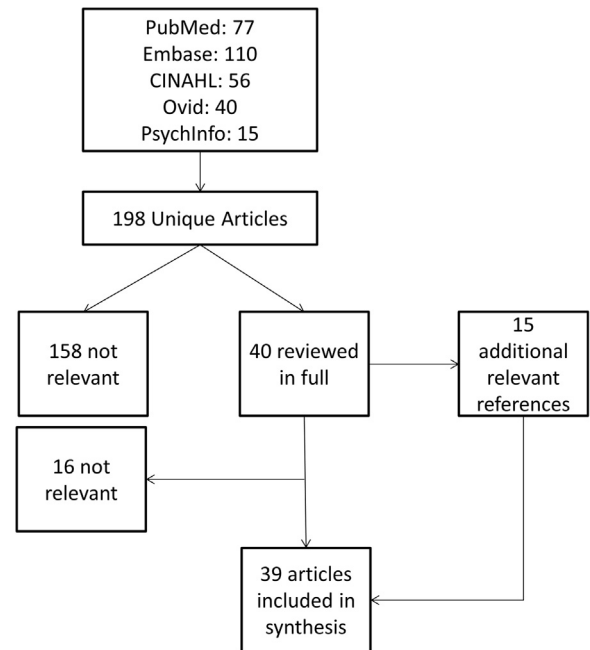 PubMed: 77
Embase: 110
CINAHL: 56
Ovid: 40
PsychInfo: 15
198 Unique Articles
158 not
relevant
40 reviewed
in full
15
additional
relevant
references
16 not
relevant
39 articles
included in
synthesis